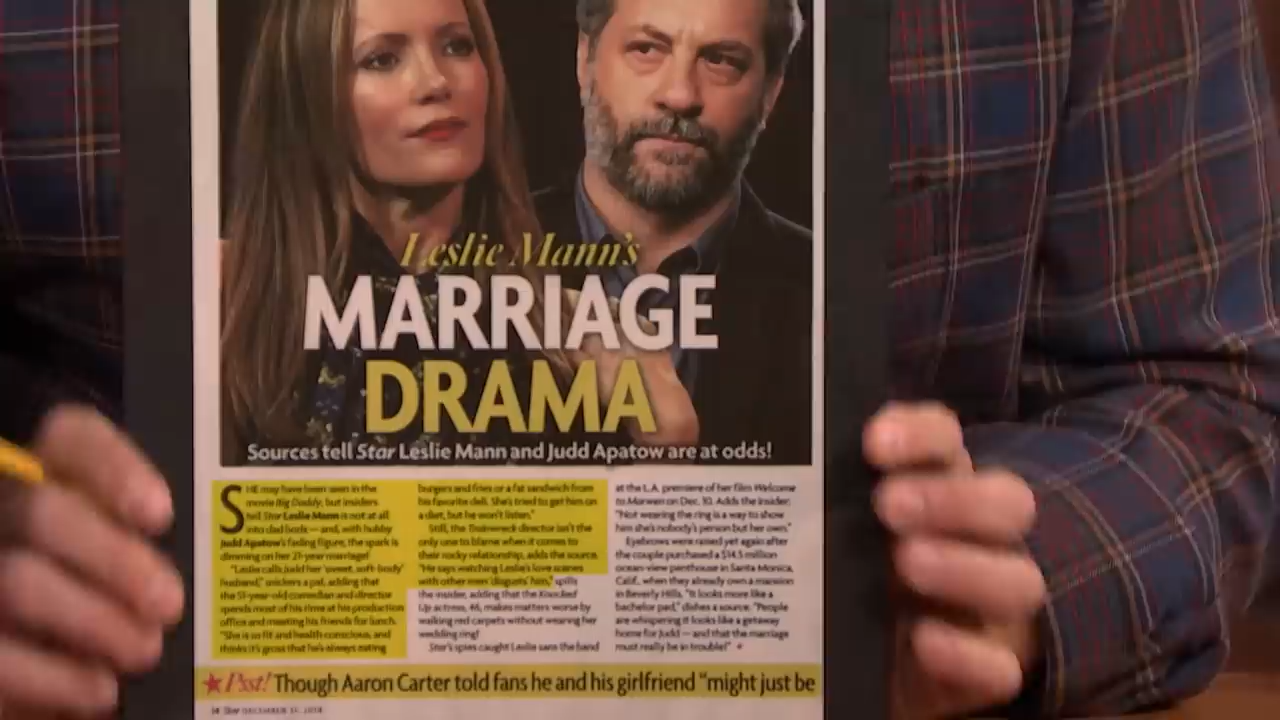 Leslie Mann's
MARRIAGE
DRAMA
Sources tell Star Leslie Mann and Judd Apatow are at odds!
SHE may have been seen in the
movie Big Daddy, but insiders
tell Star Leslie Mann is not at all
into dad bods — and, with hubby
Judd Apatow's fading figure, the spark is
dimming on her 21-year marriage!
"Leslie calls Judd her 'sweet, soft-body
husband,'" snickers a pal, adding that
the 51-year-old comedian and director
spends most of his time at his production
office and meeting his friends for lunch.
"She is so fit and health-conscious, and
thinks it's gross that he's always eating
burgers and fries or a fat sandwich from
his favorite deli. She's tried to get him on
a diet, but he won't listen."
Still, the Trainwreck director isn't the
only one to blame when it comes to
their rocky relationship, adds the source.
"He says watching Leslie's love scenes
with other men 'disgusts' him," spills
the insider, adding that the Knocked
Up actress, 46, makes matters worse by
walking red carpets without wearing her
wedding ring!
Star's spies caught Leslie sans the band
at the L.A. premiere of her film Welcome
to Marwen on Dec. 10. Adds the insider:
"Not wearing the ring is a way to show
him she's nobody's person but her own."
Eyebrows were raised yet again after
the couple purchased a $14.5 million
ocean-view penthouse in Santa Monica,
Calif., when they already own a mansion
in Beverly Hills. "It looks more like a
bachelor pad," dishes a source. "People
are whispering it looks like a getaway
home for Judd — and that the marriage
must really be in trouble!"
Psst! Though Aaron Carter told fans he and his girlfriend "might just be
14 Star DECEMBER 31, 2018